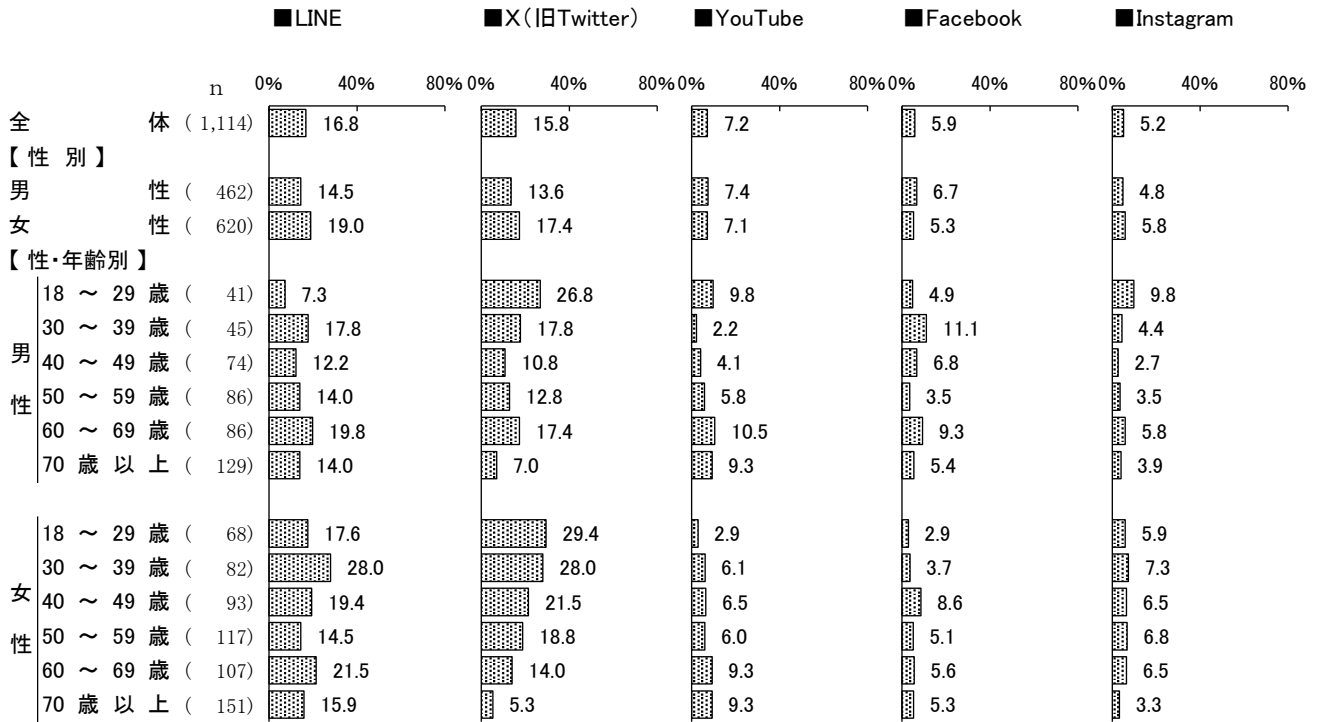 ■LINE ■X(旧Twitter) ■YouTube ■Facebook ■Instagram
n 0% 40% 80% 0% 40% 80% 0% 40% 80% 0% 40% 80% 0% 40% 80%
全体 ( 1,114) 16.8 15.8 7.2 5.9 5.2
【 性 別 】
男性 ( 462) 14.5 13.6 7.4 6.7 4.8
女性 ( 620) 19.0 17.4 7.1 5.3 5.8
【 性・年齢別 】
男性
18 ～ 29 歳 ( 41) 7.3 26.8 9.8 4.9 9.8
30 ～ 39 歳 ( 45) 17.8 17.8 2.2 11.1 4.4
40 ～ 49 歳 ( 74) 12.2 10.8 4.1 6.8 2.7
50 ～ 59 歳 ( 86) 14.0 12.8 5.8 3.5 3.5
60 ～ 69 歳 ( 86) 19.8 17.4 10.5 9.3 5.8
70 歳 以 上 ( 129) 14.0 7.0 9.3 5.4 3.9
女性
18 ～ 29 歳 ( 68) 17.6 29.4 2.9 2.9 5.9
30 ～ 39 歳 ( 82) 28.0 28.0 6.1 3.7 7.3
40 ～ 49 歳 ( 93) 19.4 21.5 6.5 8.6 6.5
50 ～ 59 歳 ( 117) 14.5 18.8 6.0 5.1 6.8
60 ～ 69 歳 ( 107) 21.5 14.0 9.3 5.6 6.5
70 歳 以 上 ( 151) 15.9 5.3 9.3 5.3 3.3